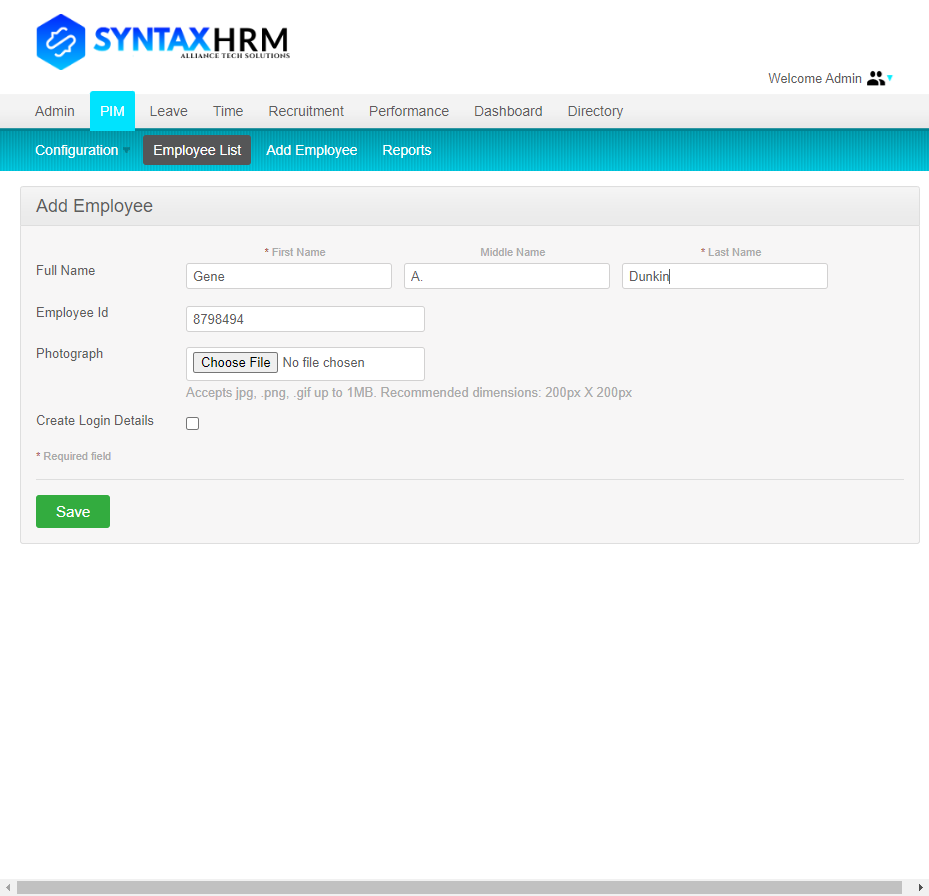 SYNTAXHRM
ALLIANCE TECH SOLUTIONS
Welcome Admin
Admin PIM Leave Time Recruitment Performance Dashboard Directory
Configuration Employee List Add Employee Reports
Add Employee
* First Name Middle Name * Last Name
Full Name Gene A. Dunkin
Employee Id 8798494
Photograph Choose File No file chosen
Accepts jpg, .png, .gif up to 1MB. Recommended dimensions: 200px X 200px
Create Login Details
* Required field
Save